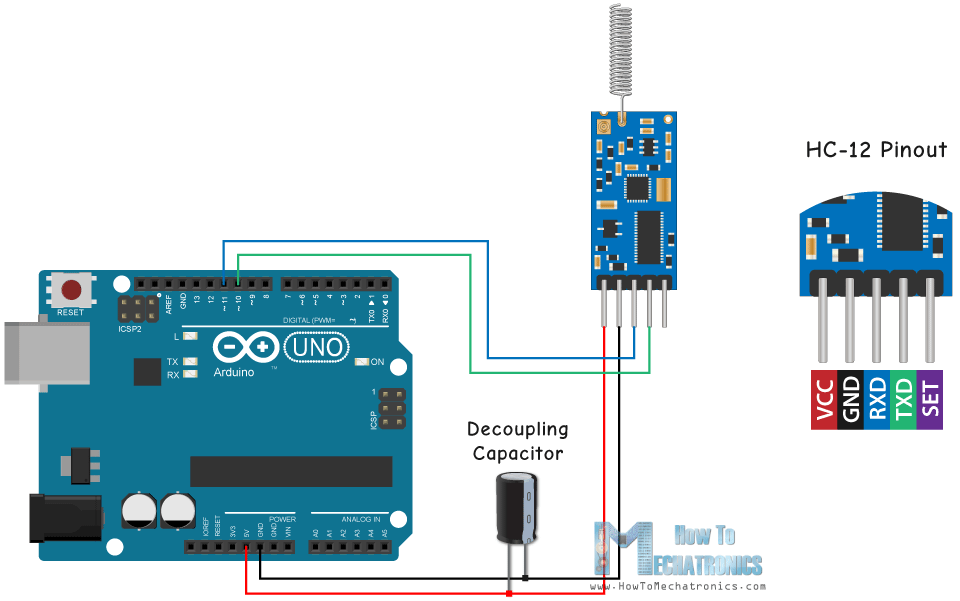 HC-12 Pinout
VCC
GND
RXD
TXD
SET
RESET
ICSP2
AREF
GND
13
12
~11
~10
~9
8
7
~6
~5
4
~3
2
TX0▶1
RX0◀0
DIGITAL (PWM=
L
TX
RX
Arduino
TM
UNO
ON
1
ICSP
Decoupling
Capacitor
POWER
ANALOG IN
IOREF
RESET
3V3
5V
GND
GND
VIN
A0
A1
A2
A3
A4
A5
How To
MECHATRONICS
www.HowToMechatronics.com